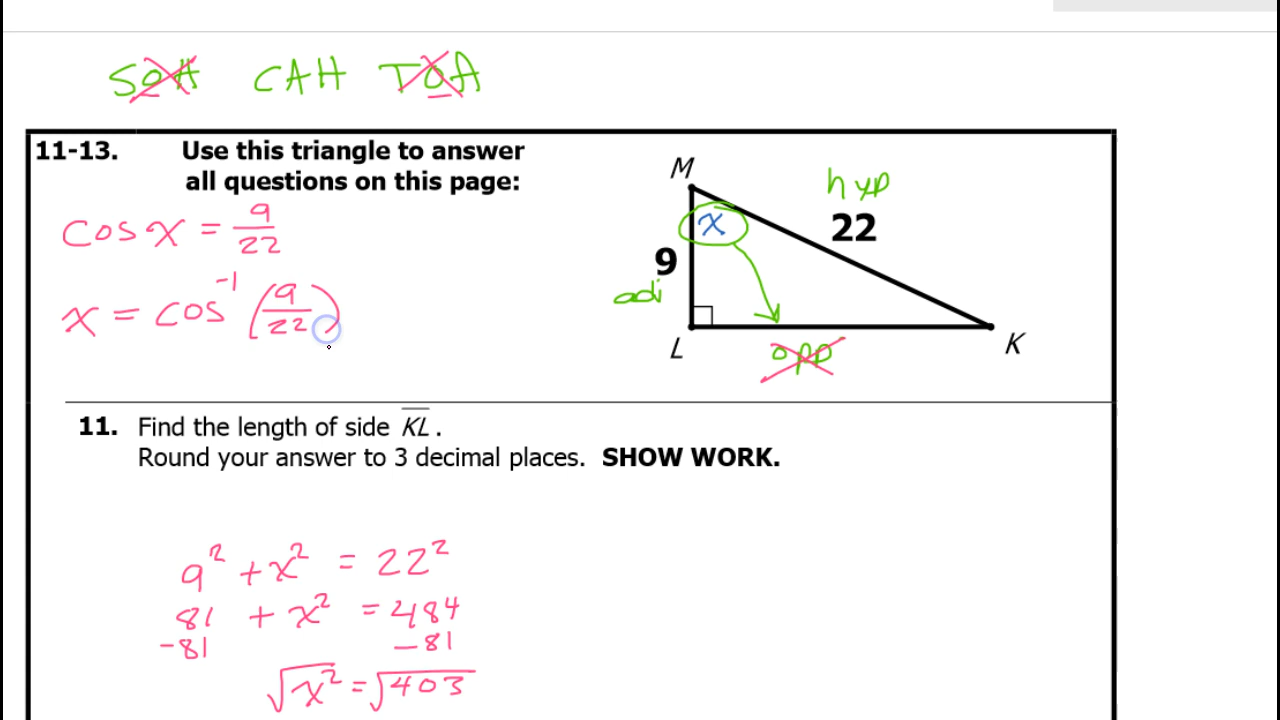 SOH CAH TOA
11-13. Use this triangle to answer
all questions on this page:
cos x = 9/22
x = cos⁻¹ (9/22)
M
hyp
22
x
9
adj
L
opp
K
11. Find the length of side K̅L̅.
Round your answer to 3 decimal places. SHOW WORK.
9² + x² = 22²
81 + x² = 484
-81 -81
√x² = √403